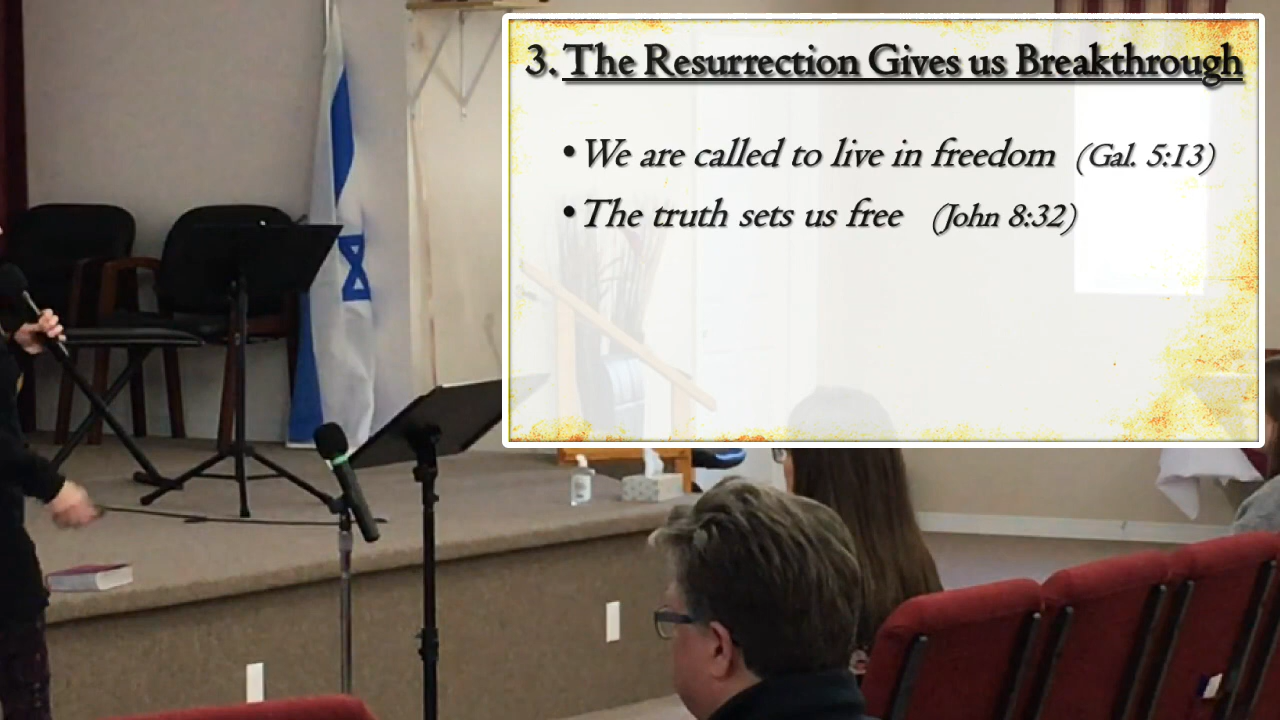 3. The Resurrection Gives us Breakthrough
• We are called to live in freedom (Gal. 5:13)
• The truth sets us free (John 8:32)